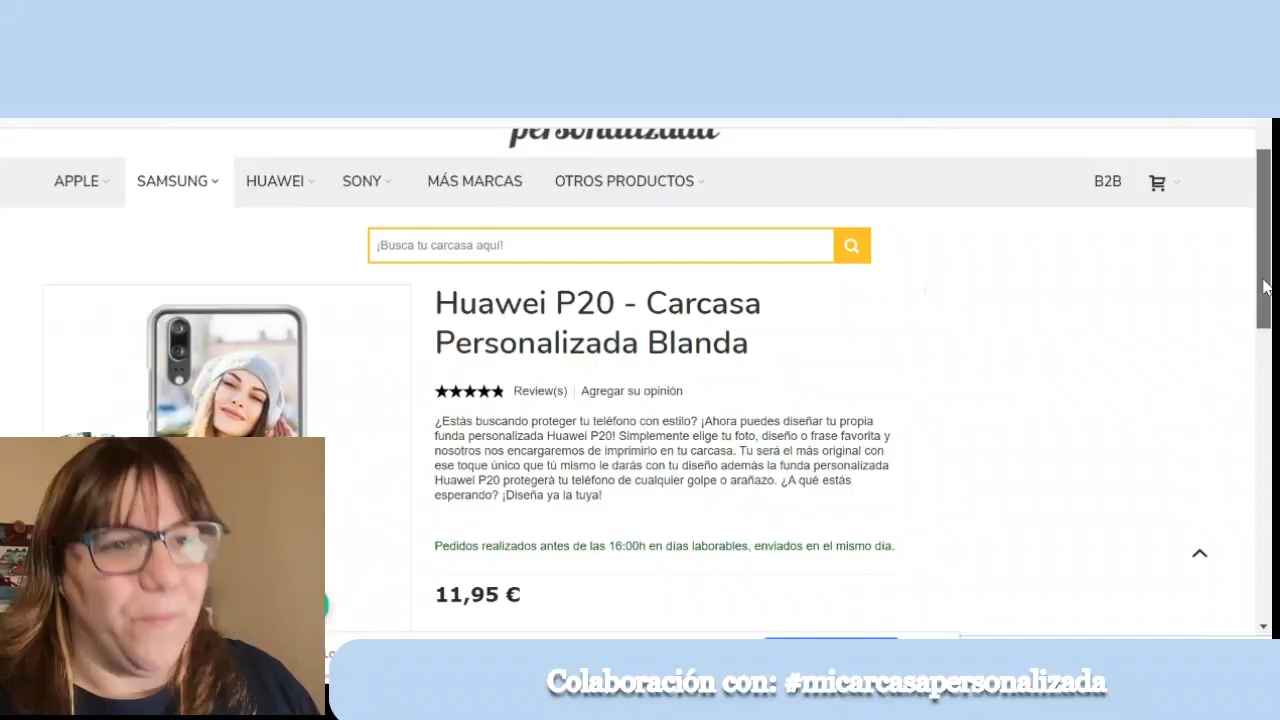 personalizada
APPLE SAMSUNG HUAWEI SONY MÁS MARCAS OTROS PRODUCTOS B2B
¡Busca tu carcasa aquí!
Huawei P20 - Carcasa
Personalizada Blanda
Review(s) Agregar su opinión
¿Estás buscando proteger tu teléfono con estilo? ¡Ahora puedes diseñar tu propia
funda personalizada Huawei P20! Simplemente elige tu foto, diseño o frase favorita y
nosotros nos encargaremos de imprimirlo en tu carcasa. Tu será el más original con
ese toque único que tú mismo le darás con tu diseño además la funda personalizada
Huawei P20 protegerá tu teléfono de cualquier golpe o arañazo. ¿A qué estás
esperando? ¡Diseña ya la tuya!
Pedidos realizados antes de las 16:00h en días laborables, enviados en el mismo día.
11,95 €
Colaboración con: #micarcasapersonalizada